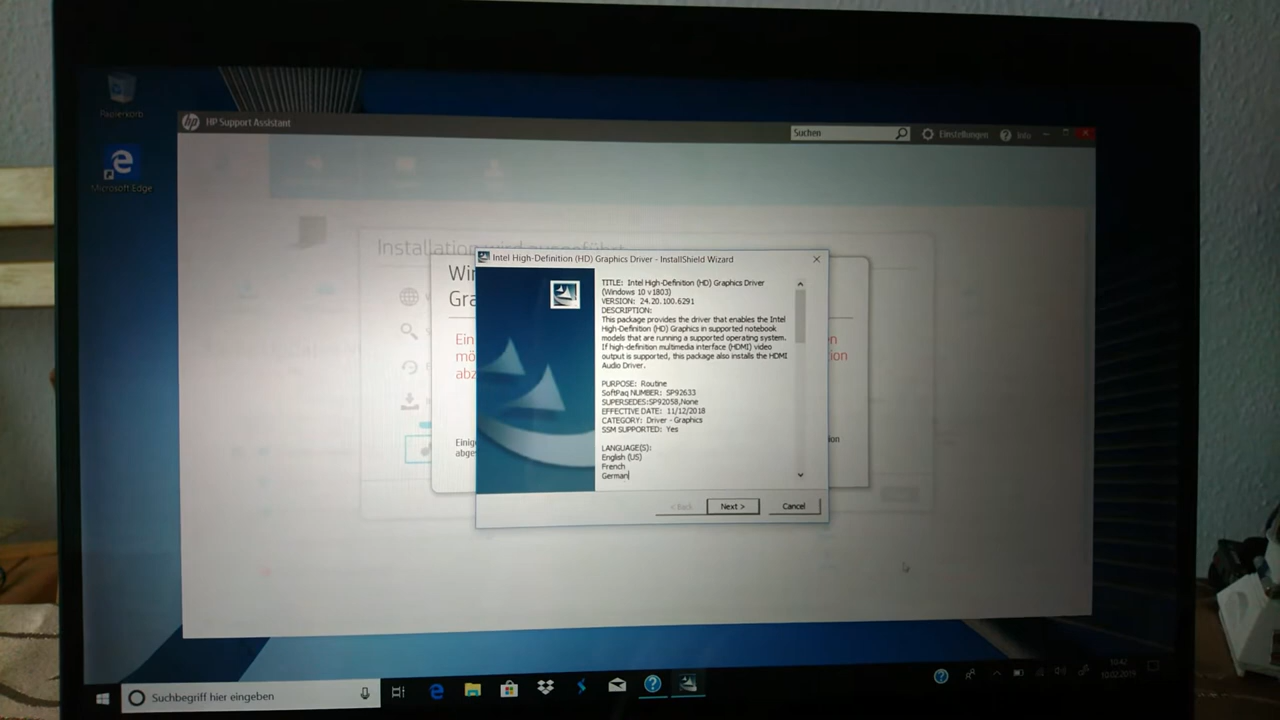 Papierkorb
Microsoft Edge
hp
HP Support Assistant
Suchen
Einstellungen
Info
Installation wird ausgeführt
Win
Gra
Ein
mö
abz
en
ion
Einig
abge
ion
Intel High-Definition (HD) Graphics Driver - InstallShield Wizard
TITLE: Intel High-Definition (HD) Graphics Driver
(Windows 10 v1803)
VERSION: 24.20.100.6291
DESCRIPTION:
This package provides the driver that enables the Intel
High-Definition (HD) Graphics in supported notebook
models that are running a supported operating system.
If high-definition multimedia interface (HDMI) video
output is supported, this package also installs the HDMI
Audio Driver.
PURPOSE: Routine
SoftPaq NUMBER: SP92633
SUPERSEDES:SP92058,None
EFFECTIVE DATE: 11/12/2018
CATEGORY: Driver - Graphics
SSM SUPPORTED: Yes
LANGUAGE(S):
English (US)
French
German
< Back
Next >
Cancel
Suchbegriff hier eingeben
10:42
10.02.2019